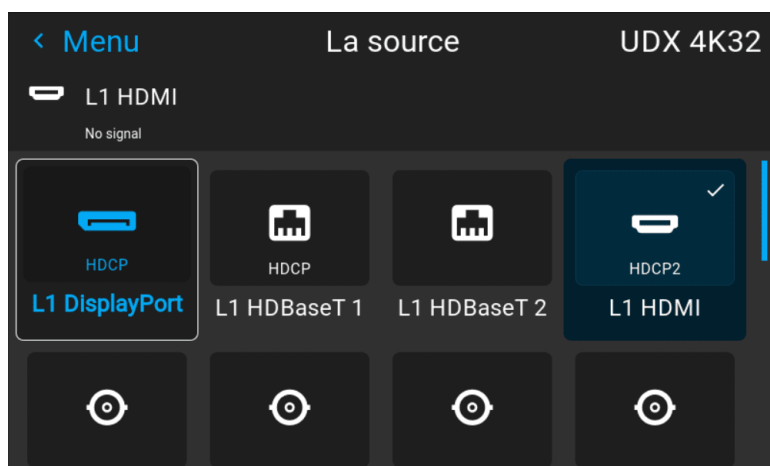 Menu
La source
UDX 4K32
L1 HDMI
No signal
HDCP
HDCP
HDCP2
L1 DisplayPort
L1 HDBaseT 1
L1 HDBaseT 2
L1 HDMI